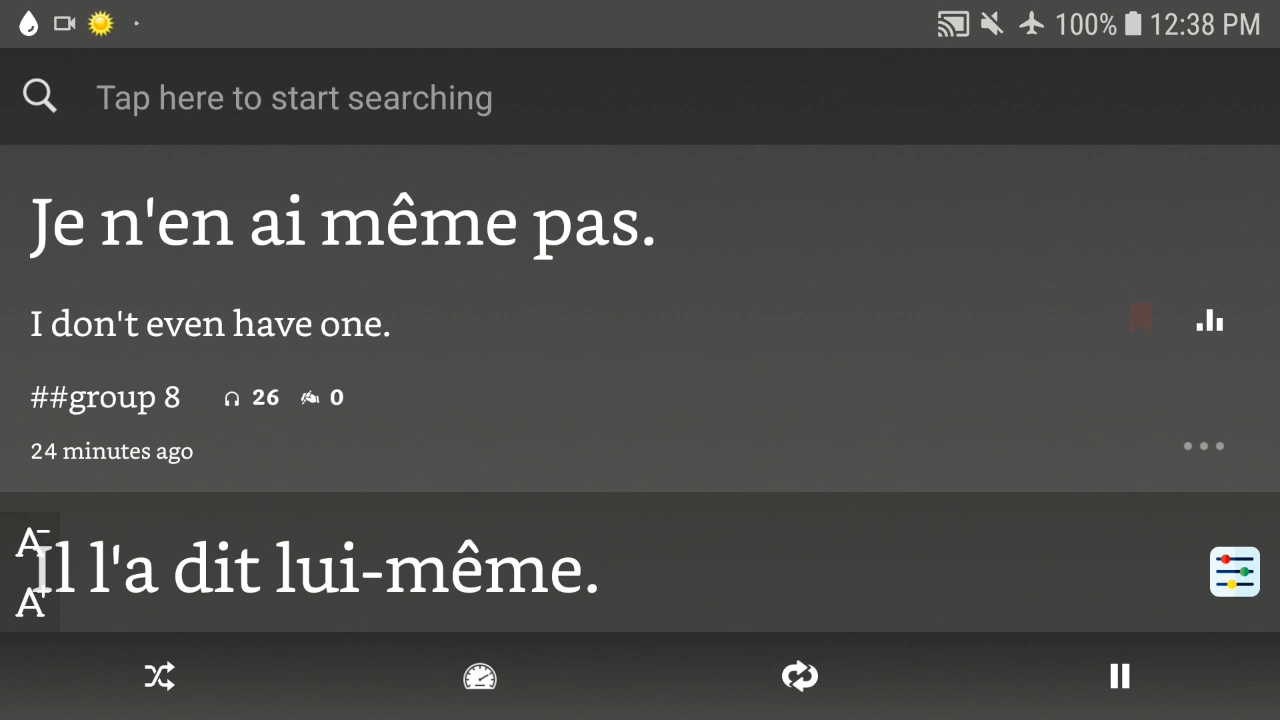 100% 12:38 PM
Tap here to start searching
Je n'en ai même pas.
I don't even have one.
##group 8 26 0
24 minutes ago
A-
Il l'a dit lui-même.
A+